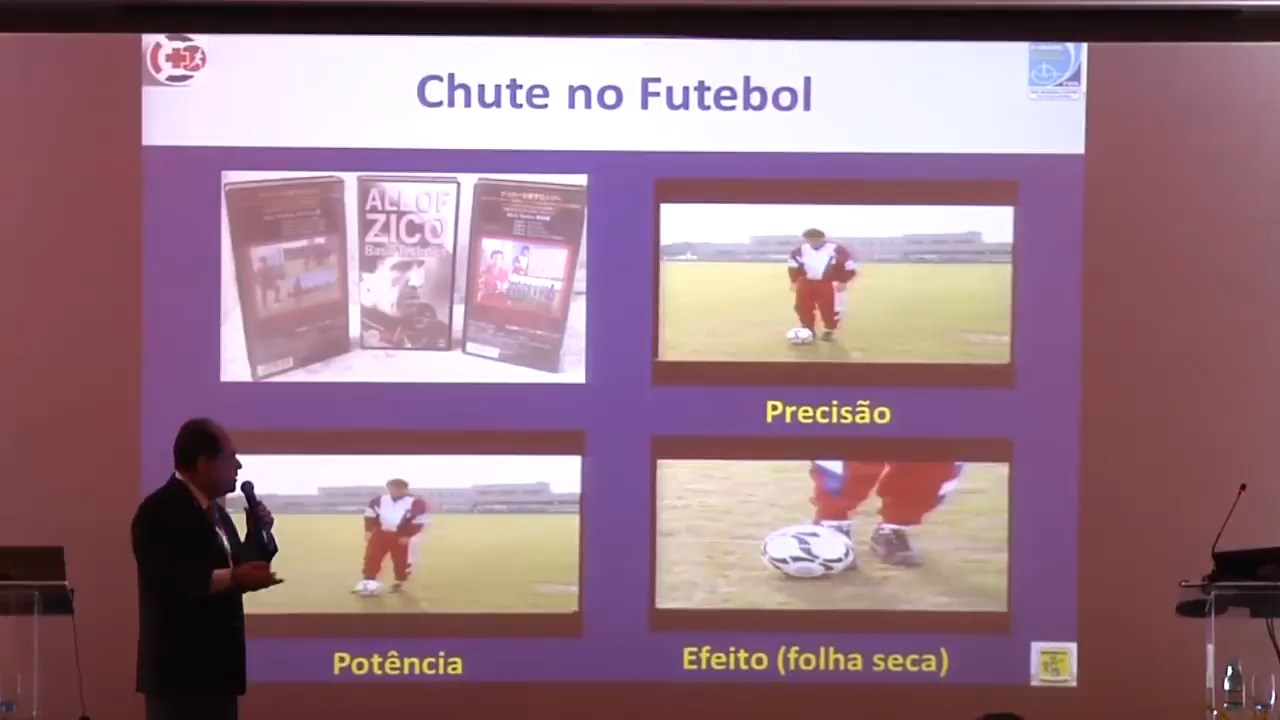 Chute no Futebol
ALL OF
ZICO
Precisão
Potência
Efeito (folha seca)